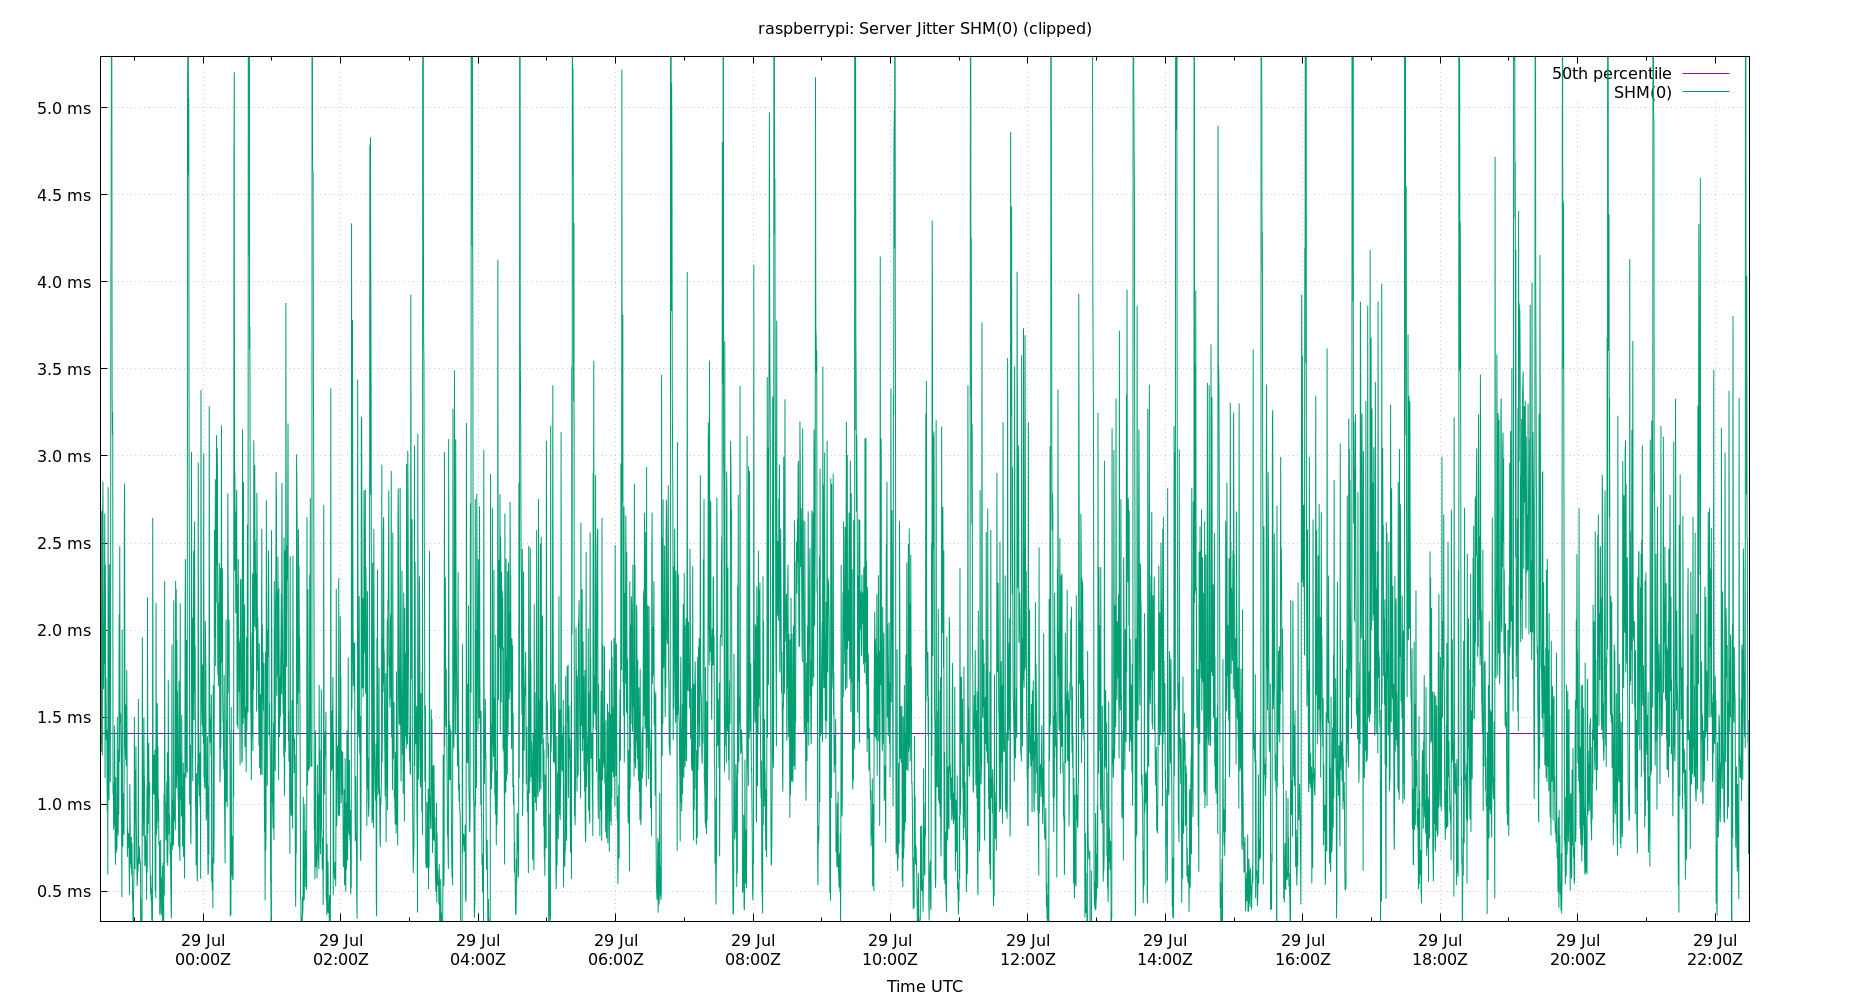 raspberrypi: Server Jitter SHM(0) (clipped)
50th percentile
SHM(0)
5.0 ms
4.5 ms
4.0 ms
3.5 ms
3.0 ms
2.5 ms
2.0 ms
1.5 ms
1.0 ms
0.5 ms
29 Jul 29 Jul 29 Jul 29 Jul 29 Jul 29 Jul 29 Jul 29 Jul 29 Jul 29 Jul 29 Jul 29 Jul
00:00Z 02:00Z 04:00Z 06:00Z 08:00Z 10:00Z 12:00Z 14:00Z 16:00Z 18:00Z 20:00Z 22:00Z
Time UTC